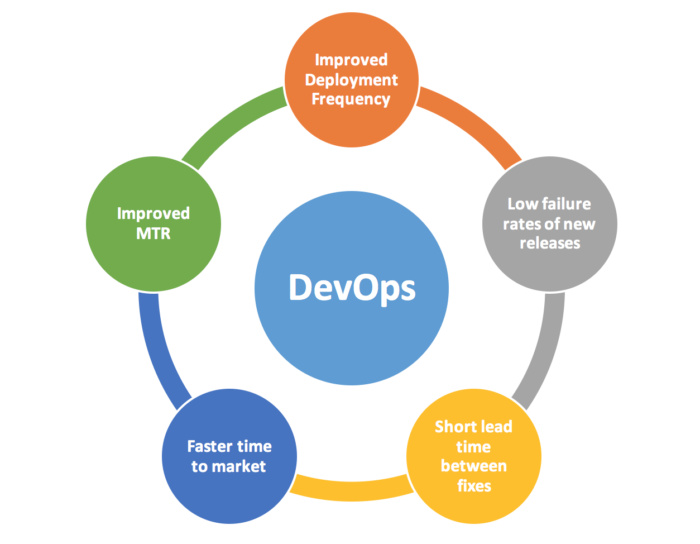 Improved
Deployment
Frequency
Low failure
rates of new
releases
Short lead
time
between
fixes
Faster time
to market
Improved
MTR
DevOps